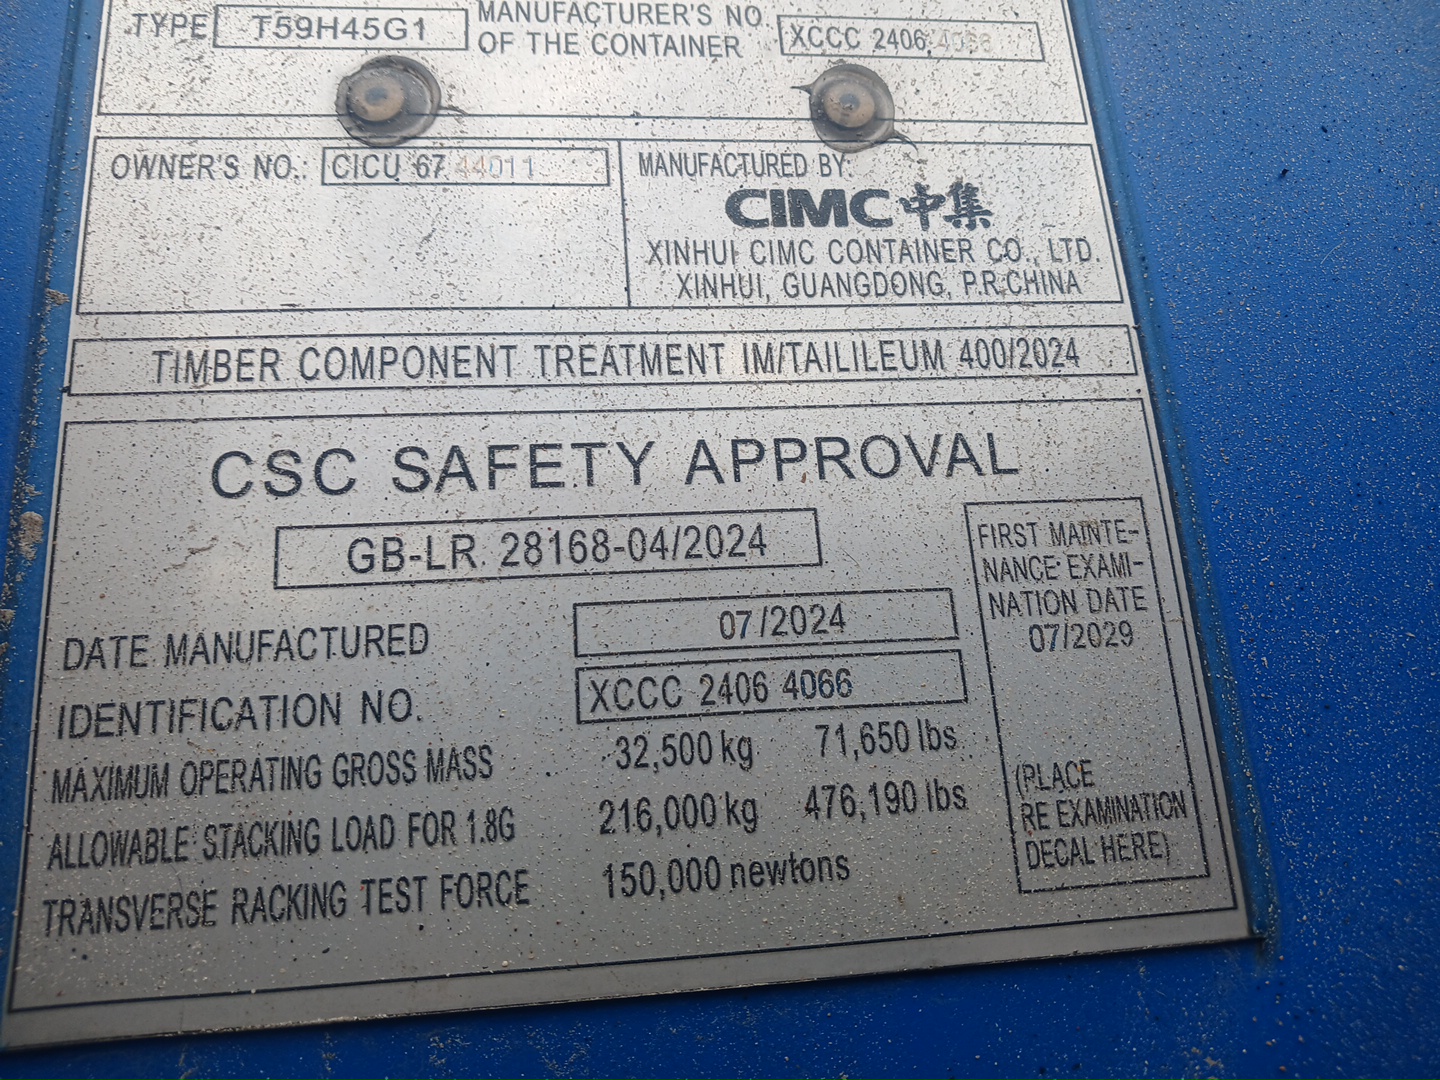 TYPE T59H45G1
MANUFACTURER'S NO.
OF THE CONTAINER
XCCC 2406 4066
OWNER'S NO.: CICU 67 44011
MANUFACTURED BY:
CIMC 中集
XINHUI CIMC CONTAINER CO., LTD.
XINHUI, GUANGDONG, P.R.CHINA
TIMBER COMPONENT TREATMENT IM/TAILILEUM 400/2024
CSC SAFETY APPROVAL
GB-LR 28168-04/2024
DATE MANUFACTURED 07/2024
IDENTIFICATION NO. XCCC 2406 4066
MAXIMUM OPERATING GROSS MASS 32,500 kg 71,650 lbs
ALLOWABLE STACKING LOAD FOR 1.8G 216,000 kg 476,190 lbs
TRANSVERSE RACKING TEST FORCE 150,000 newtons
FIRST MAINTE-
NANCE EXAMI-
NATION DATE
07/2029
(PLACE
RE EXAMINATION
DECAL HERE)